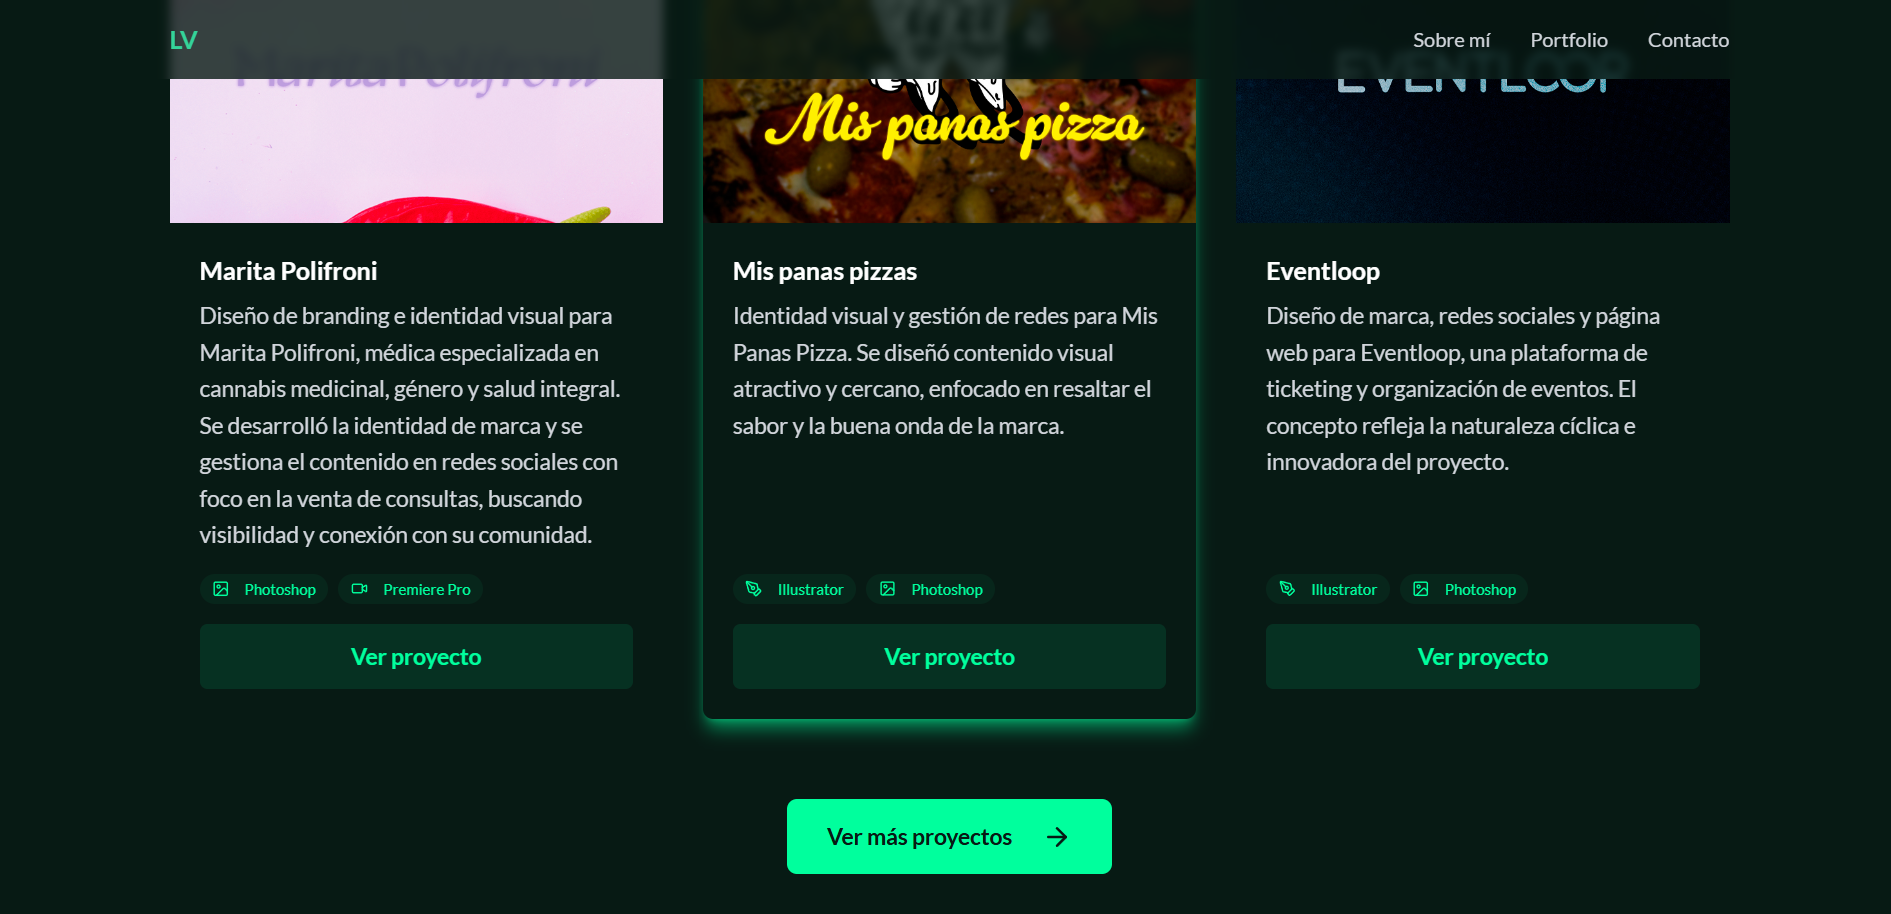 LV
Sobre mí
Portfolio
Contacto
Marita Polifroni
Mis panas pizza
EVENTLOOP
Marita Polifroni
Diseño de branding e identidad visual para
Marita Polifroni, médica especializada en
cannabis medicinal, género y salud integral.
Se desarrolló la identidad de marca y se
gestiona el contenido en redes sociales con
foco en la venta de consultas, buscando
visibilidad y conexión con su comunidad.
Photoshop
Premiere Pro
Ver proyecto
Mis panas pizzas
Identidad visual y gestión de redes para Mis
Panas Pizza. Se diseñó contenido visual
atractivo y cercano, enfocado en resaltar el
sabor y la buena onda de la marca.
Illustrator
Photoshop
Ver proyecto
Eventloop
Diseño de marca, redes sociales y página
web para Eventloop, una plataforma de
ticketing y organización de eventos. El
concepto refleja la naturaleza cíclica e
innovadora del proyecto.
Illustrator
Photoshop
Ver proyecto
Ver más proyectos